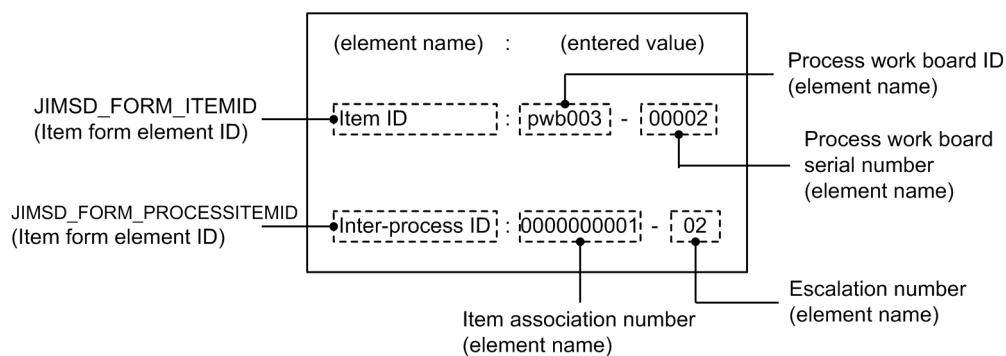 (element name) : (entered value)
Process work board ID
(element name)
JIMSD_FORM_ITEMID
(Item form element ID)
Item ID : pwb003 - 00002
Process work board
serial number
(element name)
JIMSD_FORM_PROCESSITEMID
(Item form element ID)
Inter-process ID : 0000000001 - 02
Escalation number
(element name)
Item association number
(element name)